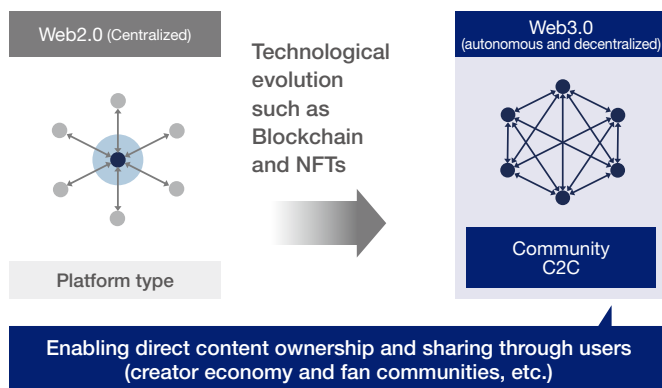 Web2.0 (Centralized)
Technological
evolution
such as
Blockchain
and NFTs
Web3.0
(autonomous and decentralized)
Platform type
Community
C2C
Enabling direct content ownership and sharing through users
(creator economy and fan communities, etc.)